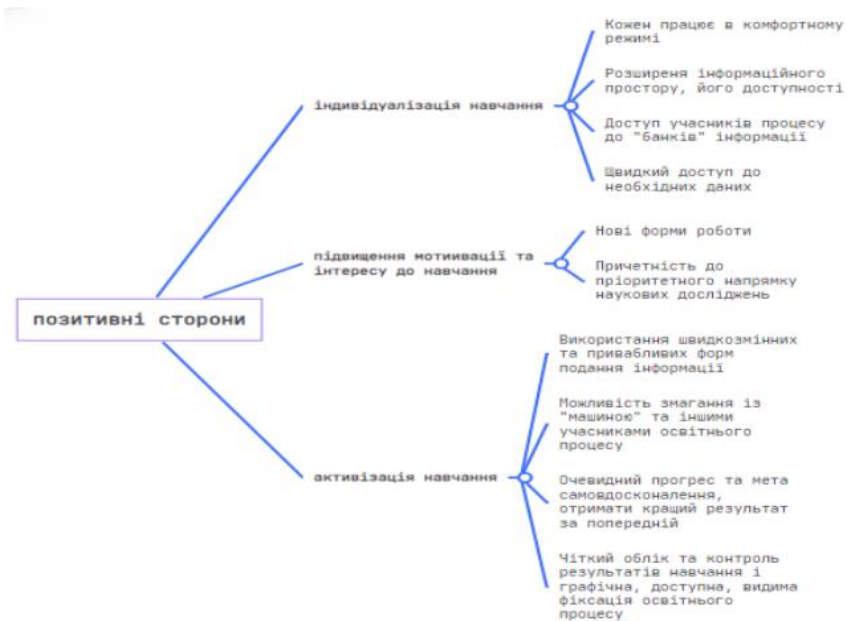 Кожен працює в комфортному
режимі
Розширеня інформаційного
простору, його доступності
індивідуалізація навчання
Доступ учасників процесу
до "банків" інформації
Щвидкий доступ до
необхідних даних
Нові форми роботи
підвищення мотиивації та
інтересу до навчання
Причетність до
пріоритетного напрямку
наукових досліджень
позитивні сторони
Використання швидкозмінних
та привабливих форм
подання інформації
Можливість змагання із
"машиною" та іншими
учасниками освітнього
процесу
активізація навчання
Очевидний прогрес та мета
самовдосконалення,
отримати кращий результат
за попередній
Чіткий облік та контроль
результатів навчання і
графічна, доступна, видима
фіксація освітнього
процесу